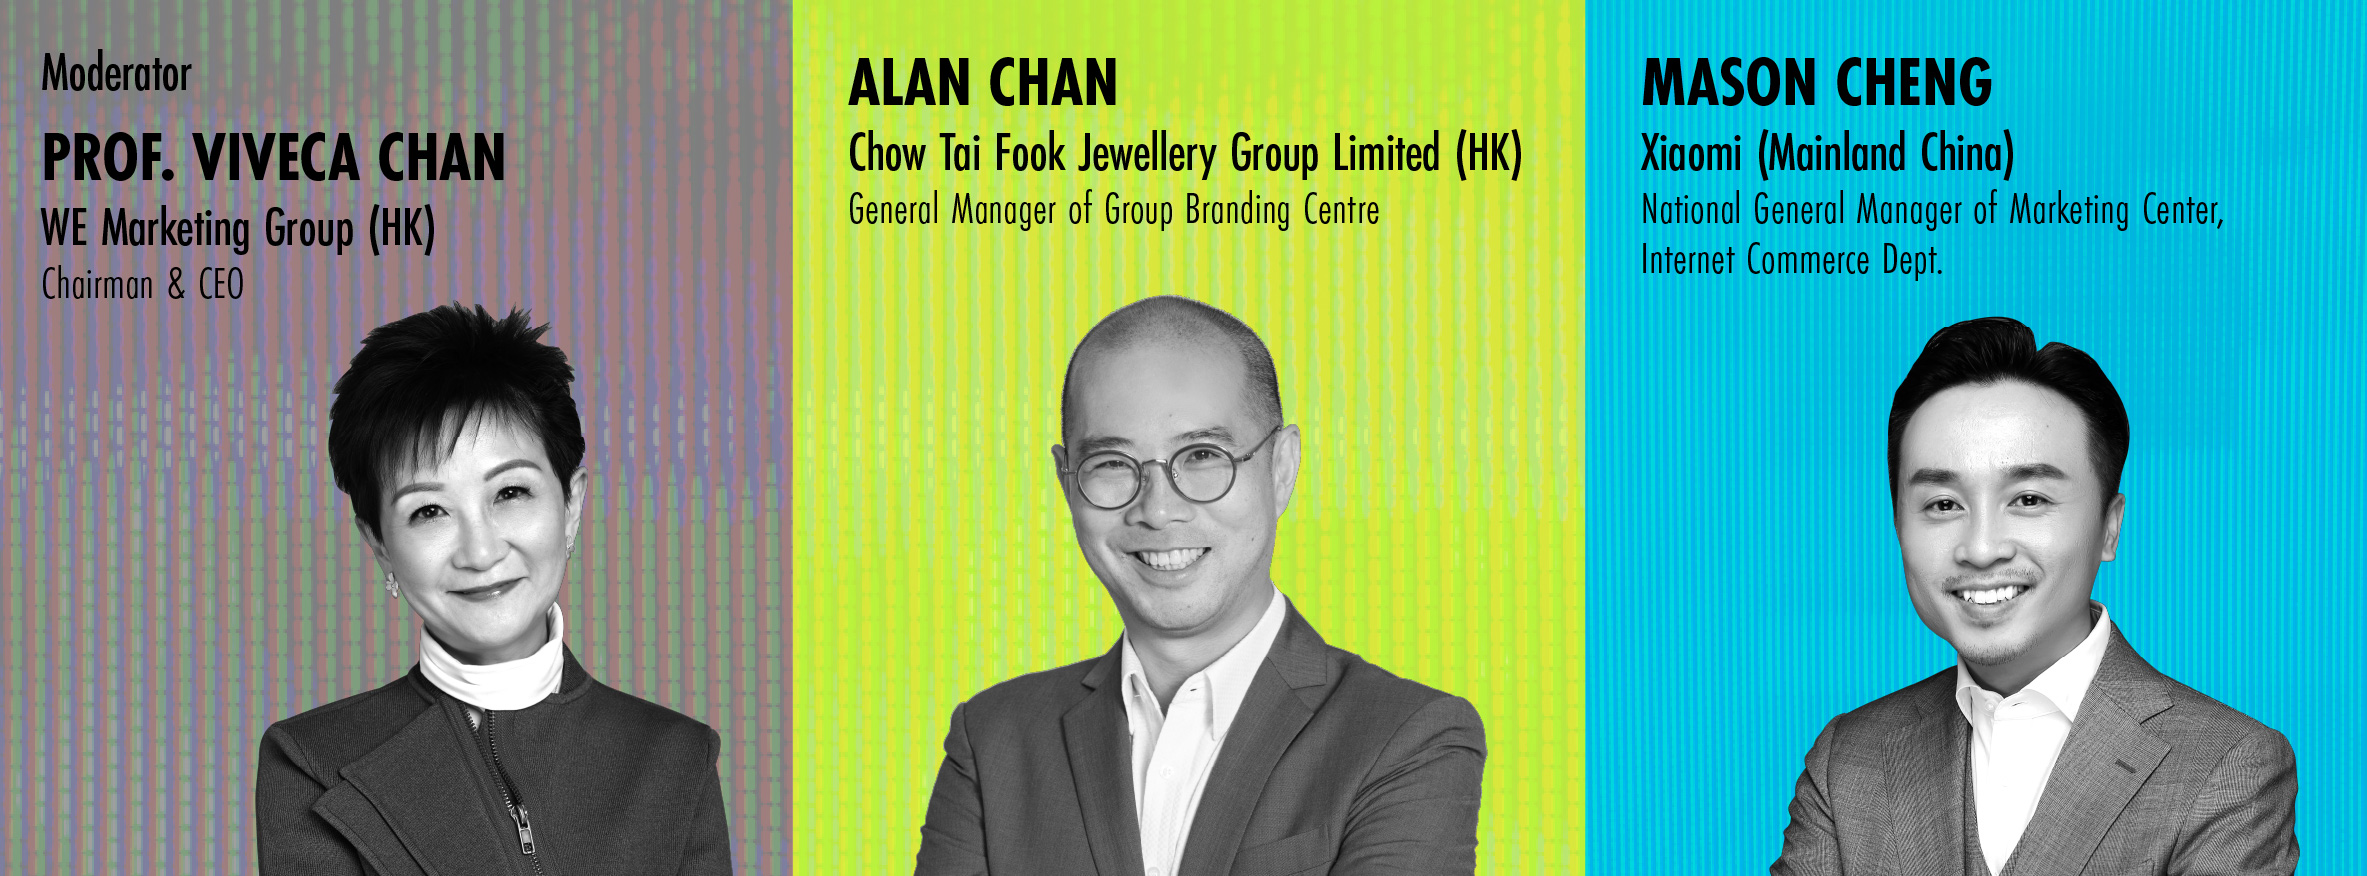 Moderator
PROF. VIVECA CHAN
WE Marketing Group (HK)
Chairman & CEO
ALAN CHAN
Chow Tai Fook Jewellery Group Limited (HK)
General Manager of Group Branding Centre
MASON CHENG
Xiaomi (Mainland China)
National General Manager of Marketing Center,
Internet Commerce Dept.